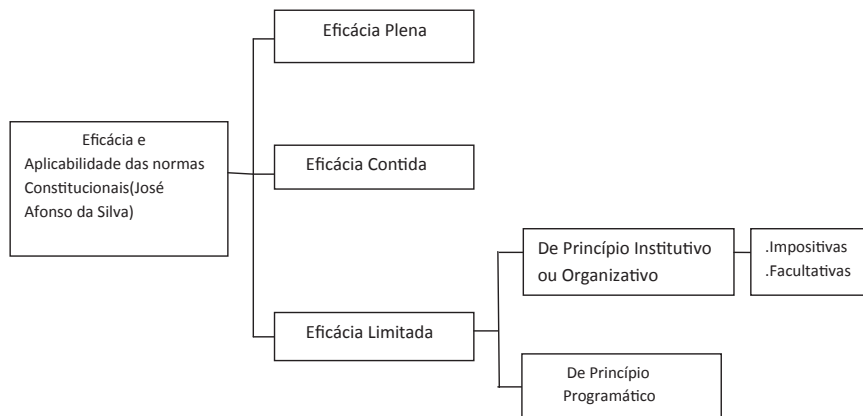 Eficácia Plena
Eficácia e
Aplicabilidade das normas
Constitucionais(José
Afonso da Silva)
Eficácia Contida
De Princípio Institutivo
ou Organizativo
.Impositivas
.Facultativas
Eficácia Limitada
De Princípio
Programático